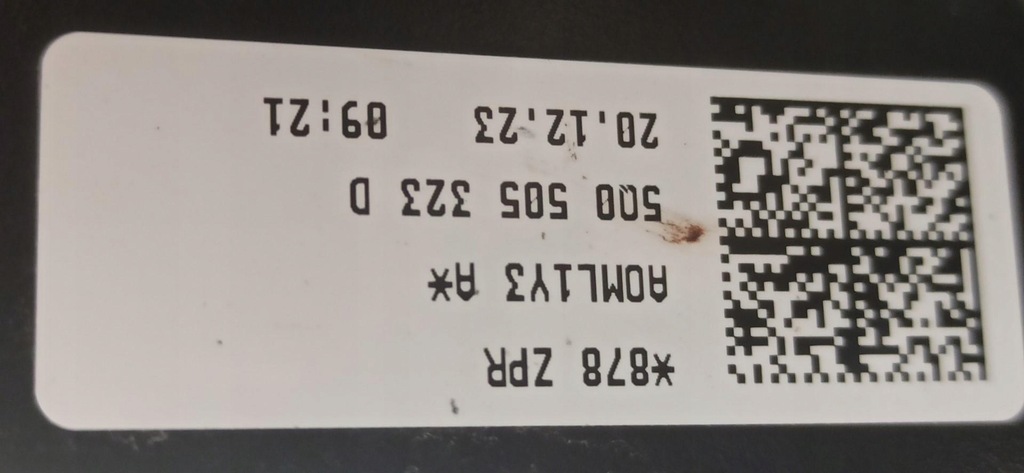 *878 ZPR
AOML1Y3 A*
5Q0 505 323 D
20.12.23 09:21